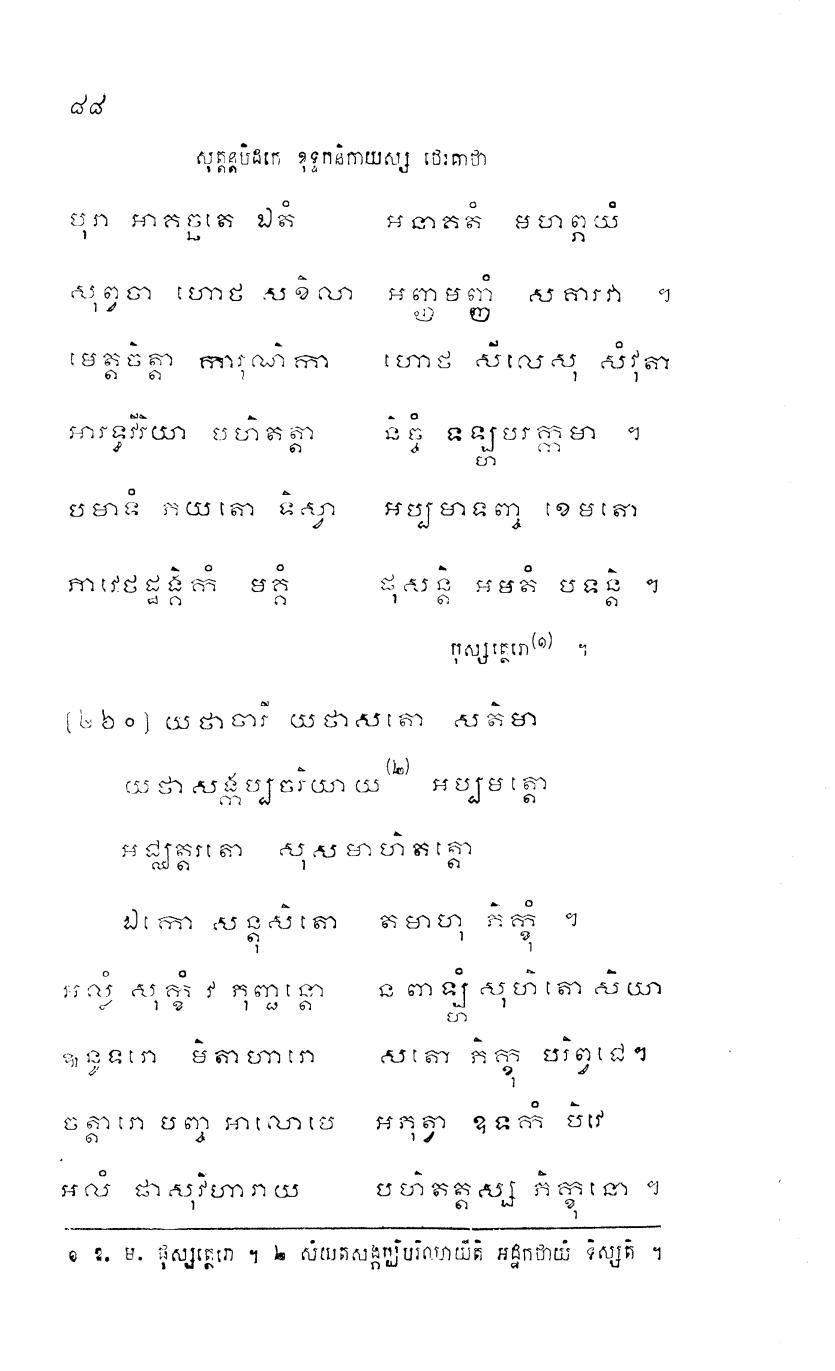 ៨៨
សុត្តន្តបិដកេ ខុទ្ទកនិកាយស្ស ថេរគាថា
បុរា អាគច្ឆតេ ឯតំ អនាគតំ មហព្ភយំ
សុព្វចា ហោថ សខិលា អញ្ញមញ្ញំ សគារវា ។
មេត្តចិត្តា ការុណិកា ហោថ សីលេសុ សំវុតា
អារទ្ធវីរិយា បហិតត្តា និច្ចំ ទឡ្ហបរក្កមា ។
បមាទំ ភយតោ ទិស្វា អប្បមាទញ្ច ខេមតោ
ភាវេថដ្ឋង្គិកំ មគ្គំ ផុសន្តិ អមតំ បទន្តិ ។
បុស្សត្ថេរោ(១) ។
[២៦០] យថាចារី យថាសតោ សតិមា
យថាសង្កប្បចរិយាយ(២) អប្បមត្តោ
អជ្ឈត្តរតោ សុសមាហិតត្តោ
ឯកោ សន្តុសិតោ តមាហុ ភិក្ខុំ ។
អល្លំ សុក្ខំ វ ភុញ្ជន្តោ ន ពាឡ្ហំ សុហិតោ សិយា
ឩនូទរោ មិតាហារោ សតោ ភិក្ខុ បរិព្វជេ។
ចត្តារោ បញ្ច អាលោបេ អភុត្វា ឧទកំ បិវេ
អលំ ផាសុវិហារាយ បហិតត្តស្ស ភិក្ខុនោ ។
១ ឱ. ម. ផុស្សត្ថេរោ ។ ២ សំយតសង្កប្បឹបរិលាយីតិ អដ្ឋកថាយំ ទិស្សតិ ។